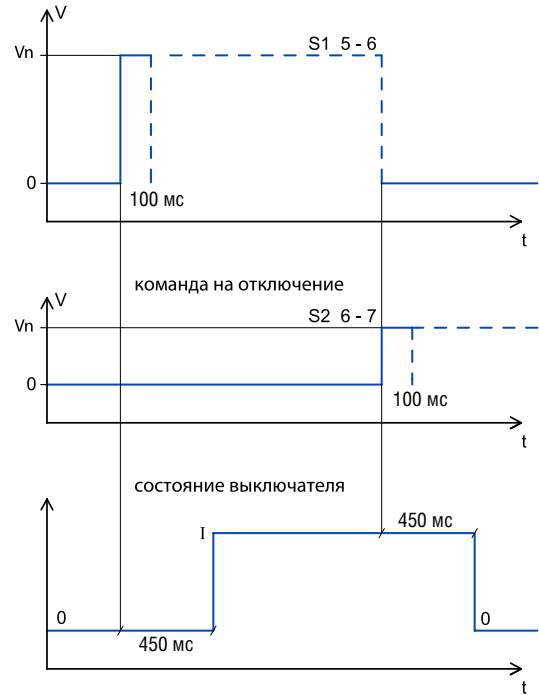 V
Vn
S1 5 - 6
0
100 мс
t
команда на отключение
V
Vn
S2 6 - 7
0
100 мс
t
состояние выключателя
I
450 мс
0
0
450 мс
t